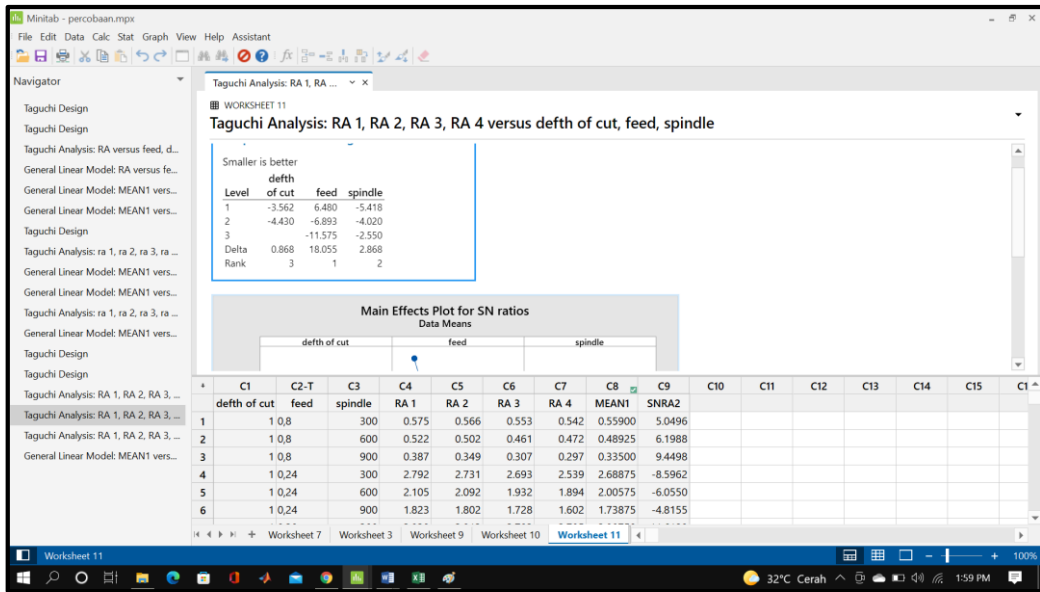 Minitab - percobaan.mpx
File Edit Data Calc Stat Graph View Help Assistant
Navigator
Taguchi Design
Taguchi Design
Taguchi Analysis: RA versus feed, d...
General Linear Model: RA versus fe...
General Linear Model: MEAN1 vers...
General Linear Model: MEAN1 vers...
Taguchi Design
Taguchi Analysis: ra 1, ra 2, ra 3, ra ...
General Linear Model: MEAN1 vers...
General Linear Model: MEAN1 vers...
Taguchi Analysis: ra 1, ra 2, ra 3, ra ...
General Linear Model: MEAN1 vers...
Taguchi Design
Taguchi Design
Taguchi Analysis: RA 1, RA 2, RA 3, ...
Taguchi Analysis: RA 1, RA 2, RA 3, ...
Taguchi Analysis: RA 1, RA 2, RA 3, ...
General Linear Model: MEAN1 vers...
Taguchi Analysis: RA 1, RA ...
WORKSHEET 11
Taguchi Analysis: RA 1, RA 2, RA 3, RA 4 versus defth of cut, feed, spindle
Smaller is better
defth
Level of cut feed spindle
1 -3.562 6.480 -5.418
2 -4.430 -6.893 -4.020
3 -11.575 -2.550
Delta 0.868 18.055 2.868
Rank 3 1 2
Main Effects Plot for SN ratios
Data Means
defth of cut feed spindle
C1 C2-T C3 C4 C5 C6 C7 C8 C9 C10 C11 C12 C13 C14 C15
defth of cut feed spindle RA 1 RA 2 RA 3 RA 4 MEAN1 SNRA2
1 1 0,8 300 0.575 0.566 0.553 0.542 0.55900 5.0496
2 1 0,8 600 0.522 0.502 0.461 0.472 0.48925 6.1988
3 1 0,8 900 0.387 0.349 0.307 0.297 0.33500 9.4498
4 1 0,24 300 2.792 2.731 2.693 2.539 2.68875 -8.5962
5 1 0,24 600 2.105 2.092 1.932 1.894 2.00575 -6.0550
6 1 0,24 900 1.823 1.802 1.728 1.602 1.73875 -4.8155
Worksheet 7 Worksheet 3 Worksheet 9 Worksheet 10 Worksheet 11
Worksheet 11
100%
32°C Cerah 1:59 PM